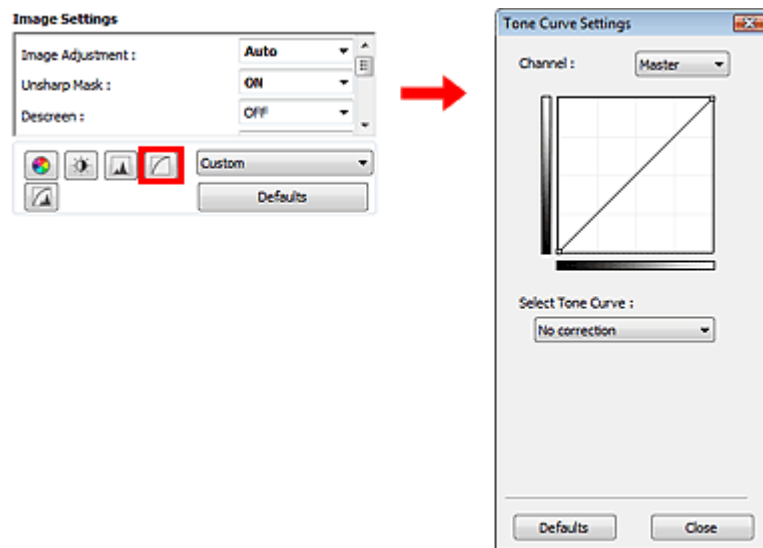 Image Settings
Image Adjustment : Auto
Unsharp Mask : ON
Descreen : OFF
Custom
Defaults
Tone Curve Settings
Channel : Master
Select Tone Curve :
No correction
Defaults Close